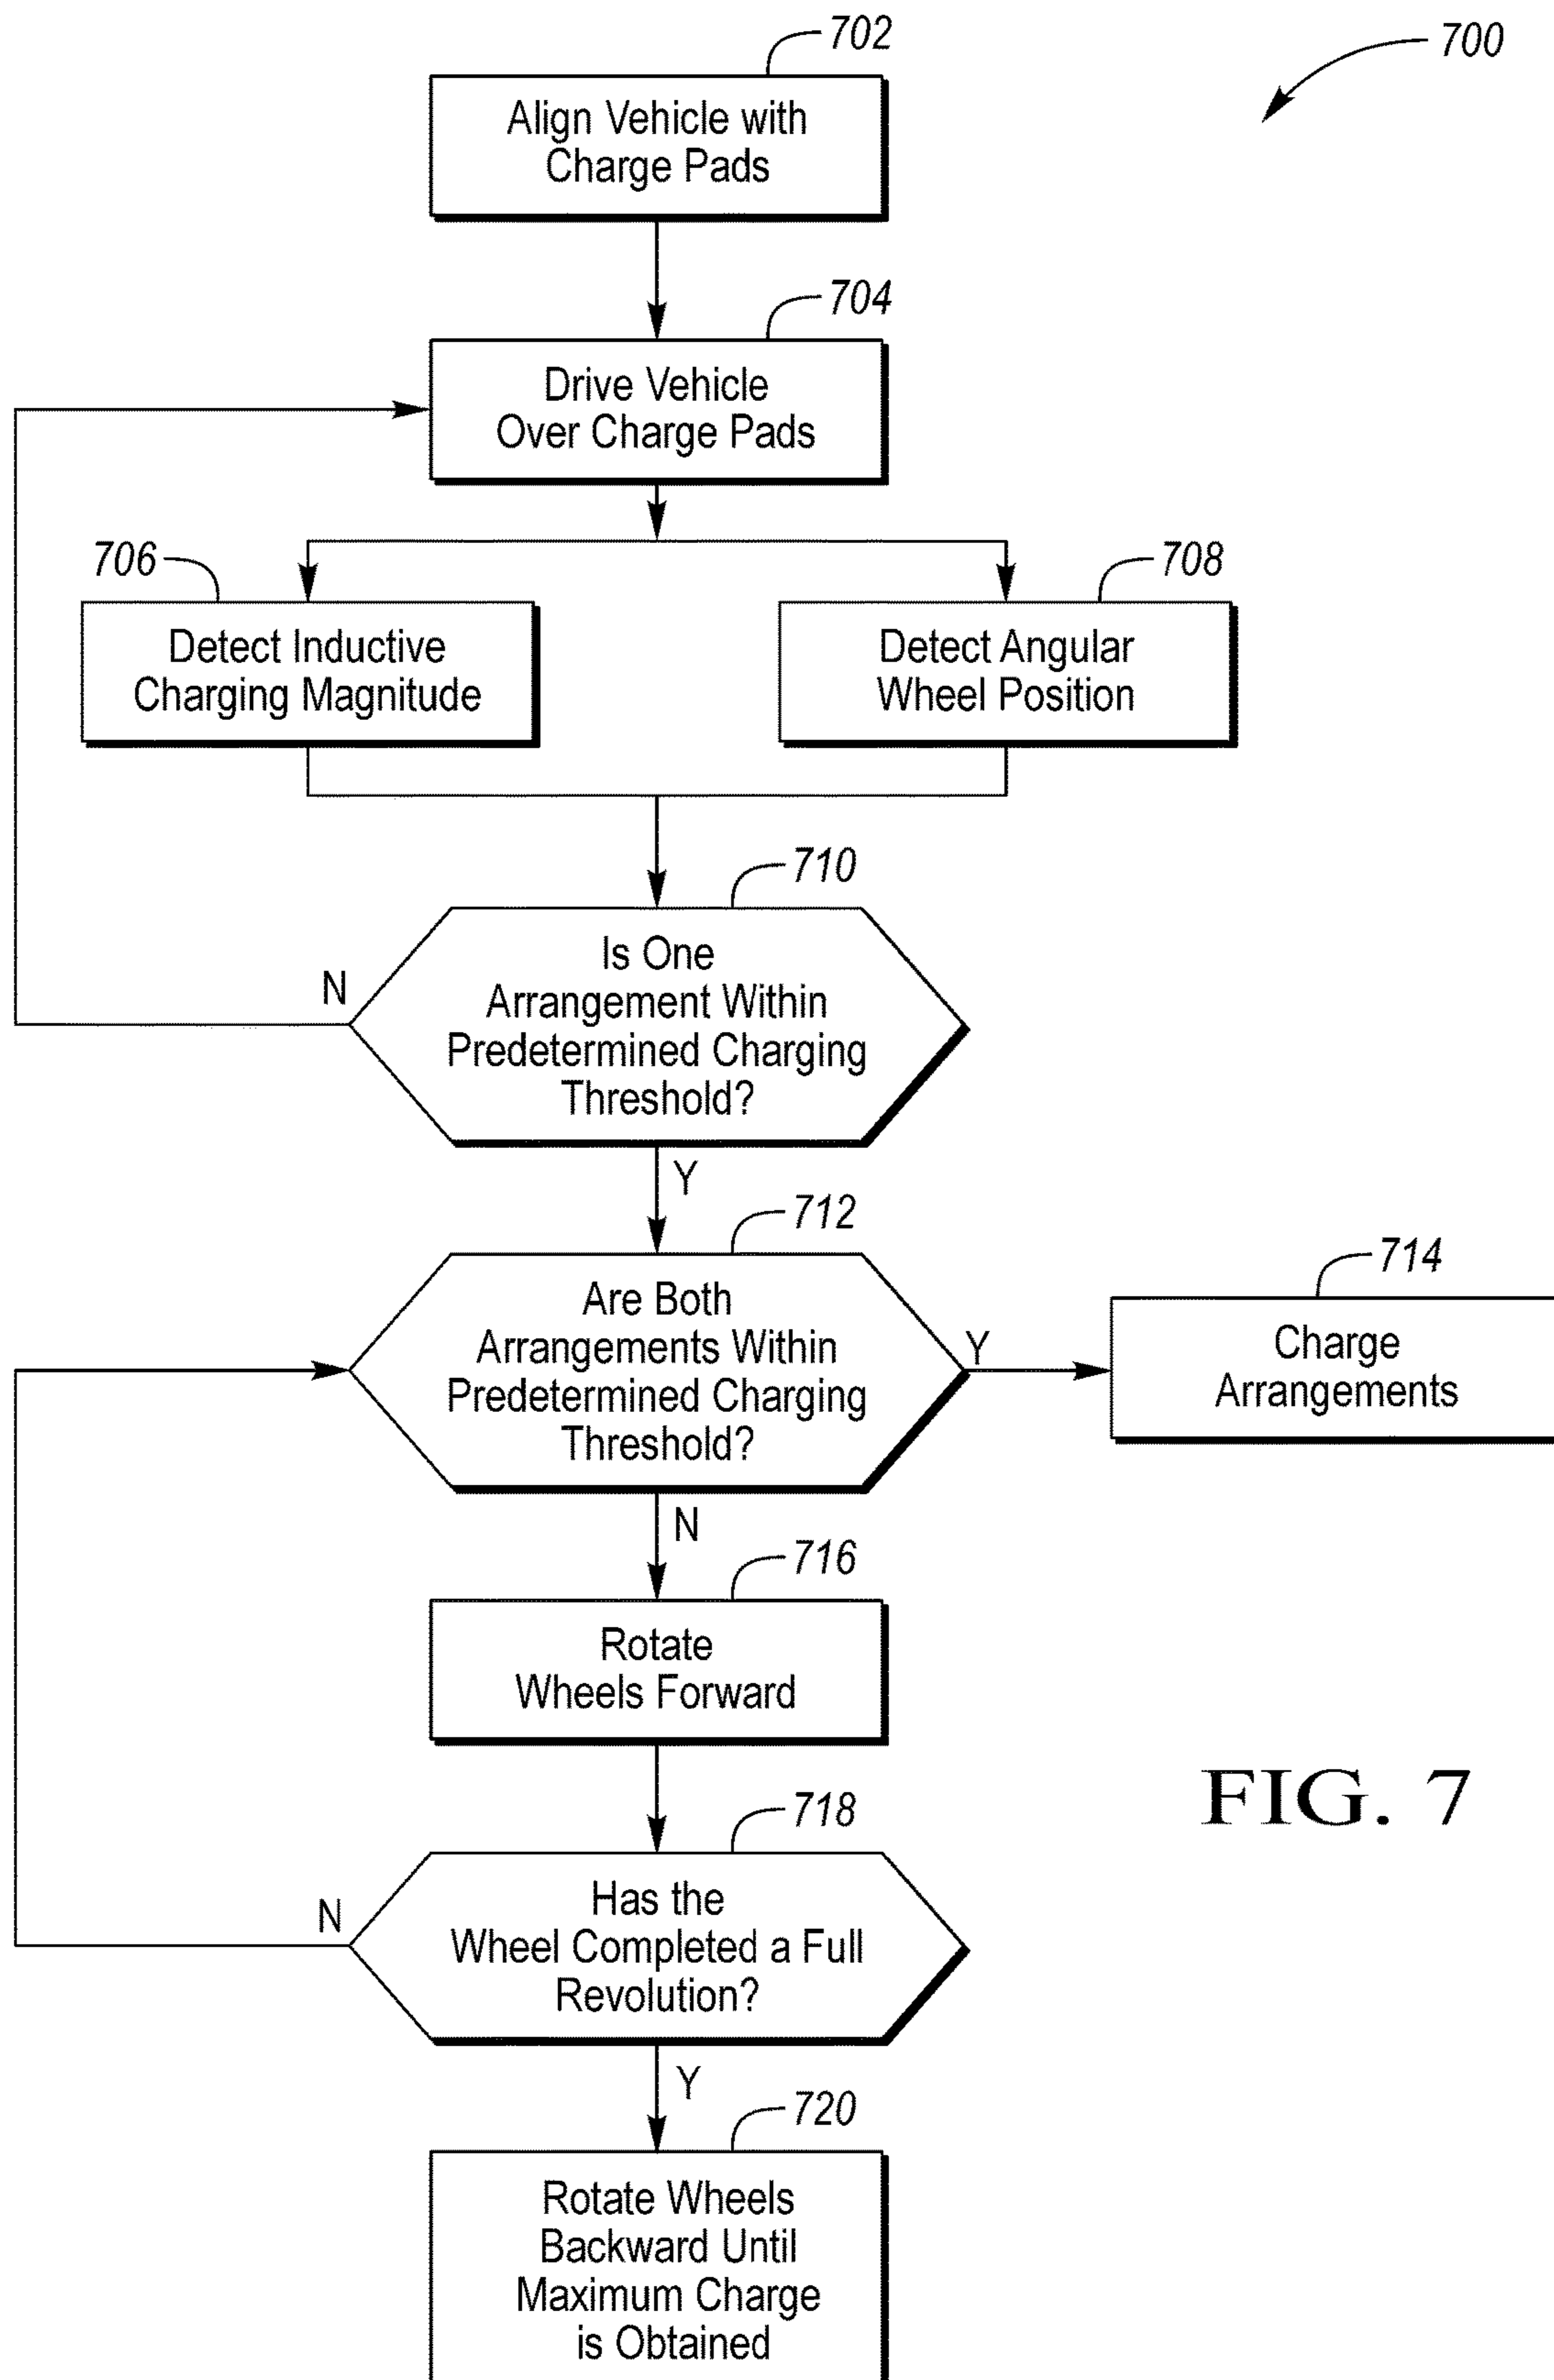 702
700
Align Vehicle with
Charge Pads
704
Drive Vehicle
Over Charge Pads
706
708
Detect Inductive
Charging Magnitude
Detect Angular
Wheel Position
710
Is One
Arrangement Within
Predetermined Charging
Threshold?
N
Y
712
714
Are Both
Arrangements Within
Predetermined Charging
Threshold?
Y
Charge
Arrangements
N
716
Rotate
Wheels Forward
FIG. 7
718
Has the
Wheel Completed a Full
Revolution?
N
Y
720
Rotate Wheels
Backward Until
Maximum Charge
is Obtained